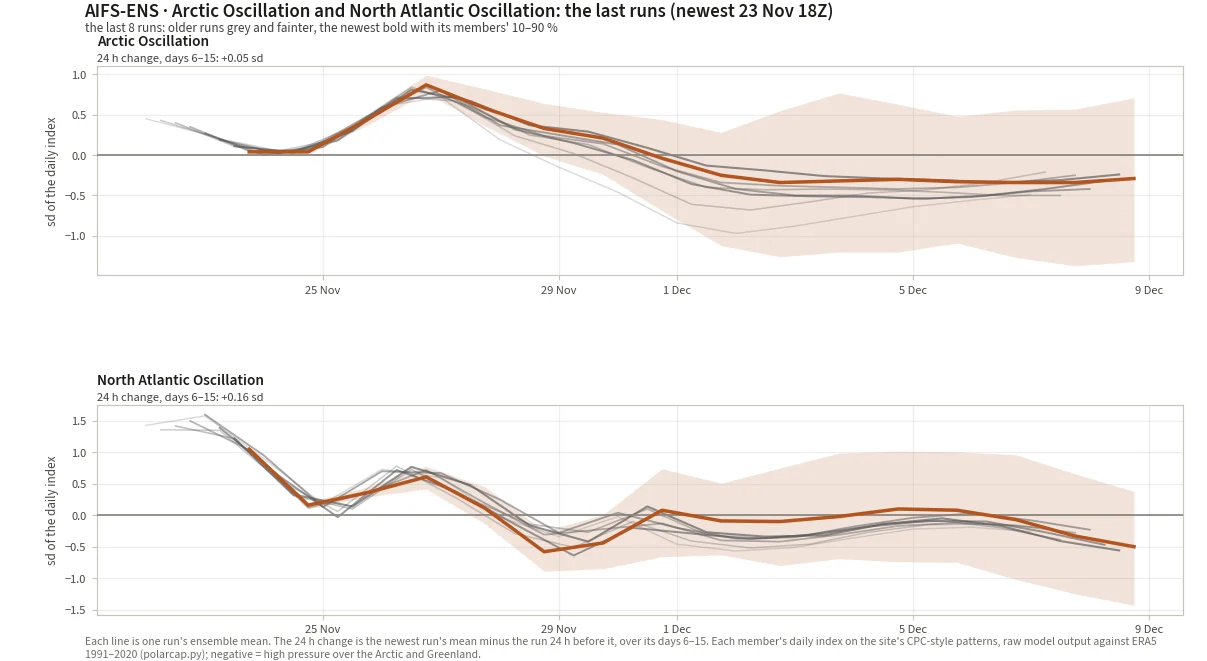 AIFS-ENS · Arctic Oscillation and North Atlantic Oscillation: the last runs (newest 23 Nov 18Z)
the last 8 runs: older runs grey and fainter, the newest bold with its members' 10–90 %
Arctic Oscillation
24 h change, days 6–15: +0.05 sd
1.0
0.5
0.0
−0.5
−1.0
sd of the daily index
25 Nov 29 Nov 1 Dec 5 Dec 9 Dec
North Atlantic Oscillation
24 h change, days 6–15: +0.16 sd
1.5
1.0
0.5
0.0
−0.5
−1.0
−1.5
sd of the daily index
25 Nov 29 Nov 1 Dec 5 Dec 9 Dec
Each line is one run's ensemble mean. The 24 h change is the newest run's mean minus the run 24 h before it, over its days 6–15. Each member's daily index on the site's CPC-style patterns, raw model output against ERA5
1991–2020 (polarcap.py); negative = high pressure over the Arctic and Greenland.